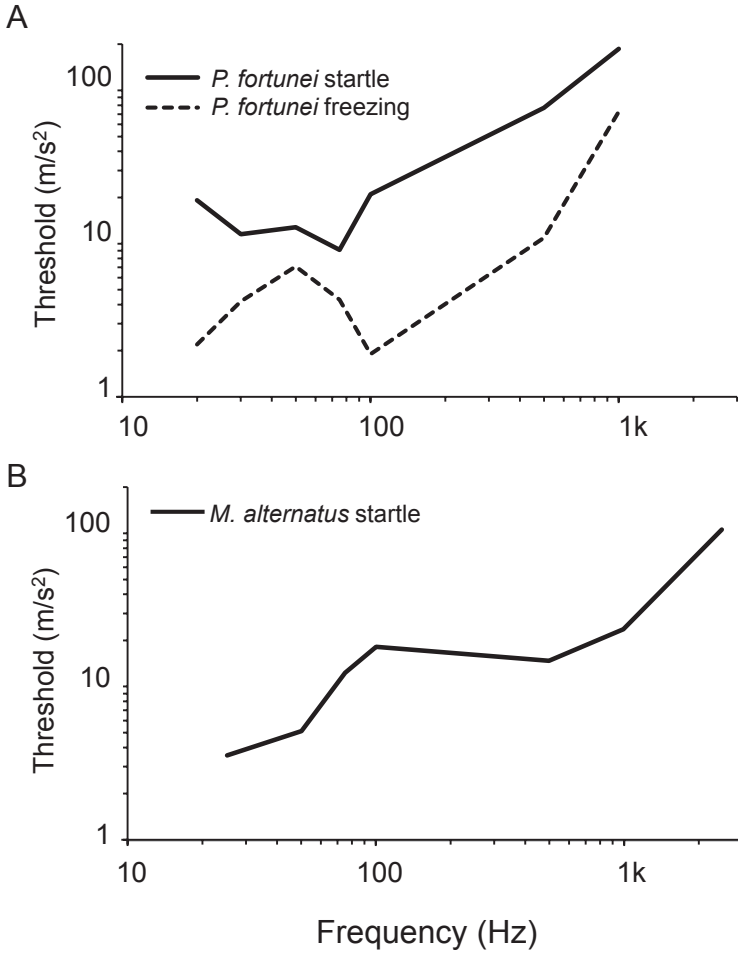 A
100
10
1
Threshold (m/s²)
P. fortunei startle
P. fortunei freezing
10
100
1k
B
100
10
1
Threshold (m/s²)
M. alternatus startle
10
100
1k
Frequency (Hz)